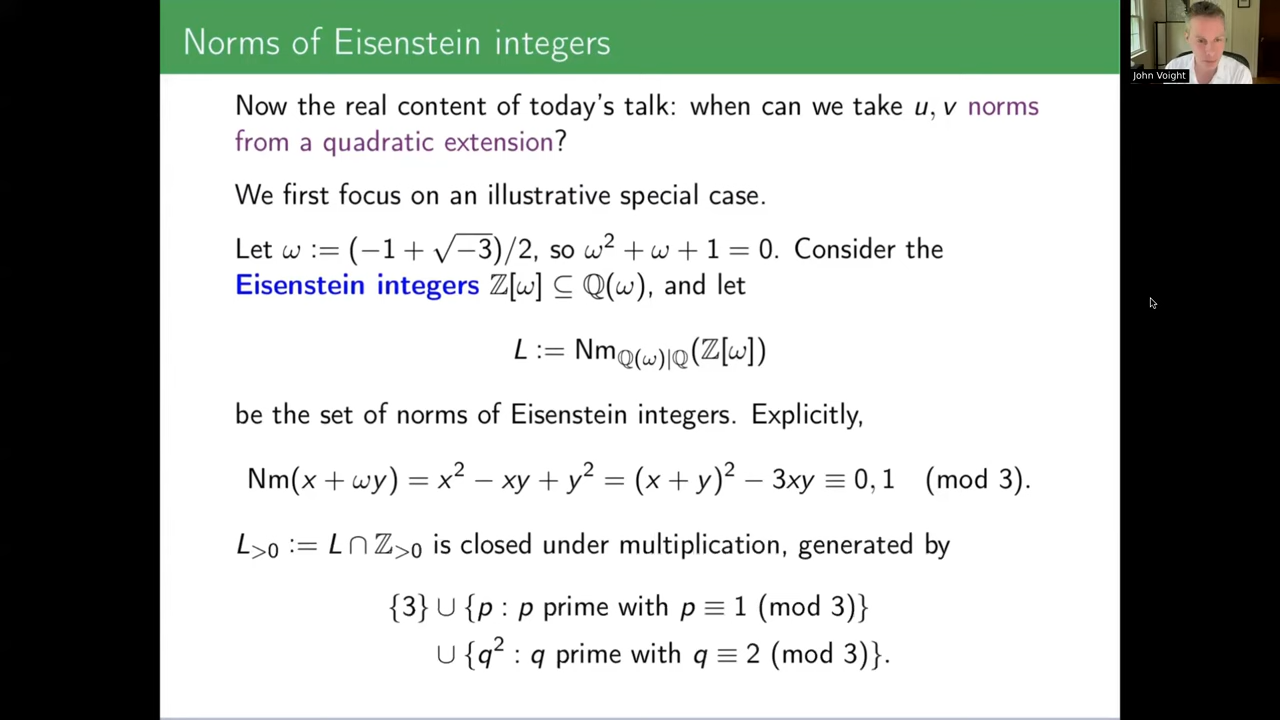 Norms of Eisenstein integers
John Voight
Now the real content of today's talk: when can we take u, v norms
from a quadratic extension?
We first focus on an illustrative special case.
Let ω := (−1 + √−3)/2, so ω² + ω + 1 = 0. Consider the
Eisenstein integers ℤ[ω] ⊆ ℚ(ω), and let
L := Nm_{ℚ(ω)|ℚ}(ℤ[ω])
be the set of norms of Eisenstein integers. Explicitly,
Nm(x + ωy) = x² − xy + y² = (x + y)² − 3xy ≡ 0, 1 (mod 3).
L_{>0} := L ∩ ℤ_{>0} is closed under multiplication, generated by
{3} ∪ {p : p prime with p ≡ 1 (mod 3)}
∪ {q² : q prime with q ≡ 2 (mod 3)}.